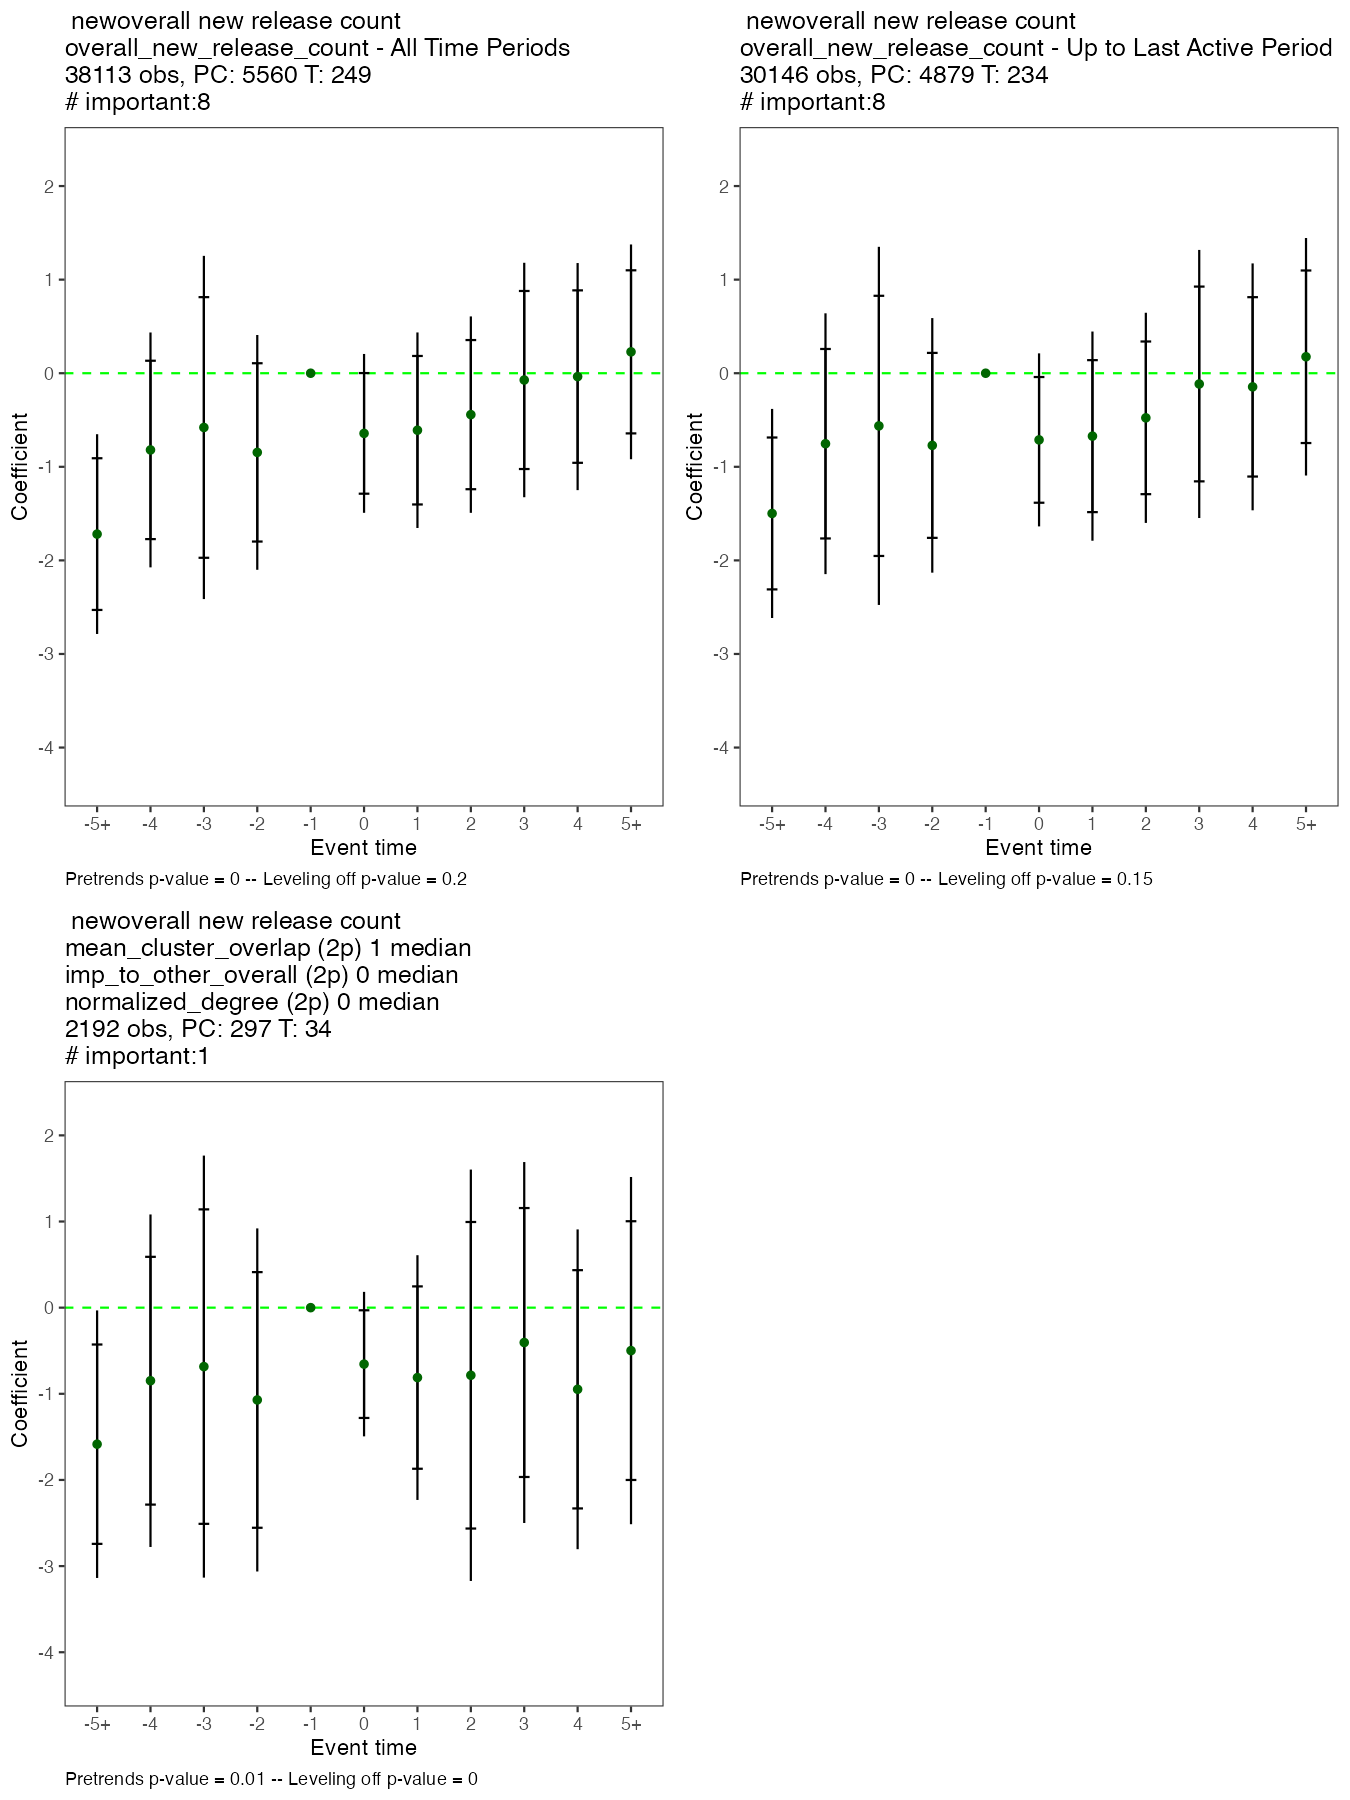 newoverall new release count
overall_new_release_count - All Time Periods
38113 obs, PC: 5560 T: 249
# important:8
2
1
0
-1
-2
-3
-4
Coefficient
-5+ -4 -3 -2 -1 0 1 2 3 4 5+
Event time
Pretrends p-value = 0 -- Leveling off p-value = 0.2
newoverall new release count
overall_new_release_count - Up to Last Active Period
30146 obs, PC: 4879 T: 234
# important:8
2
1
0
-1
-2
-3
-4
Coefficient
-5+ -4 -3 -2 -1 0 1 2 3 4 5+
Event time
Pretrends p-value = 0 -- Leveling off p-value = 0.15
newoverall new release count
mean_cluster_overlap (2p) 1 median
imp_to_other_overall (2p) 0 median
normalized_degree (2p) 0 median
2192 obs, PC: 297 T: 34
# important:1
2
1
0
-1
-2
-3
-4
Coefficient
-5+ -4 -3 -2 -1 0 1 2 3 4 5+
Event time
Pretrends p-value = 0.01 -- Leveling off p-value = 0